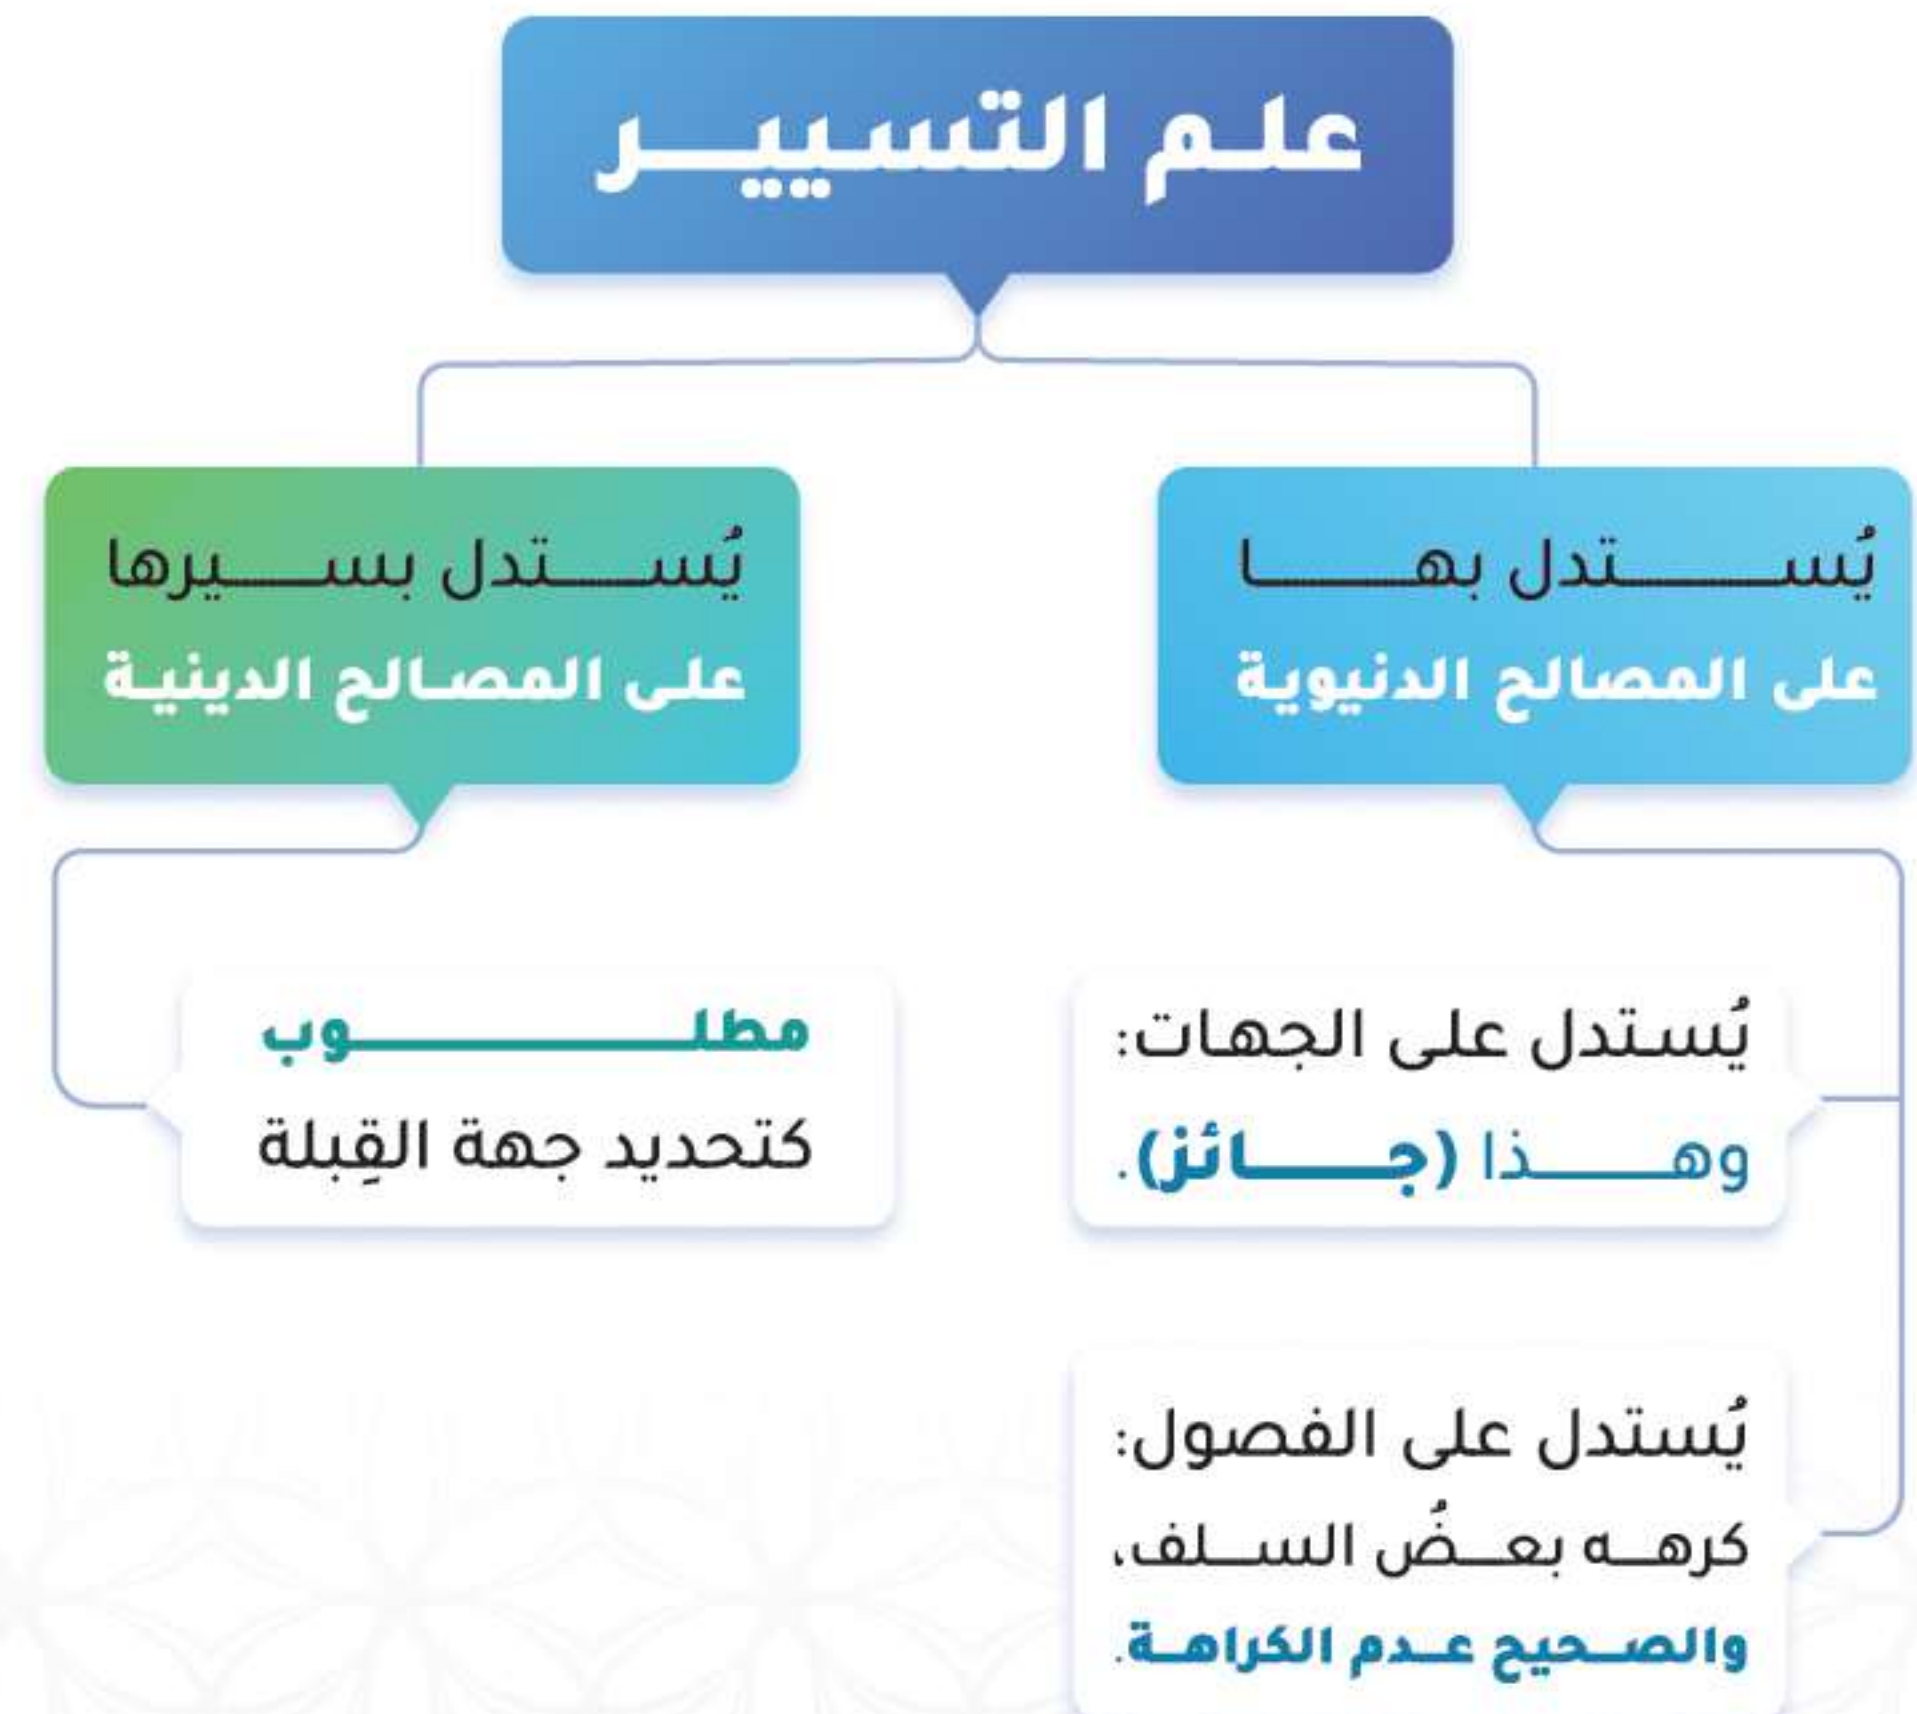 علم التسيير
يُستدل بها
على المصالح الدنيوية
يُستدل على الجهات:
وهذا (جائز).
يُستدل على الفصول:
كرهه بعضُ السلف،
والصحيح عدم الكراهة.
يُستدل بسيرها
على المصالح الدينية
مطلوب
كتحديد جهة القِبلة